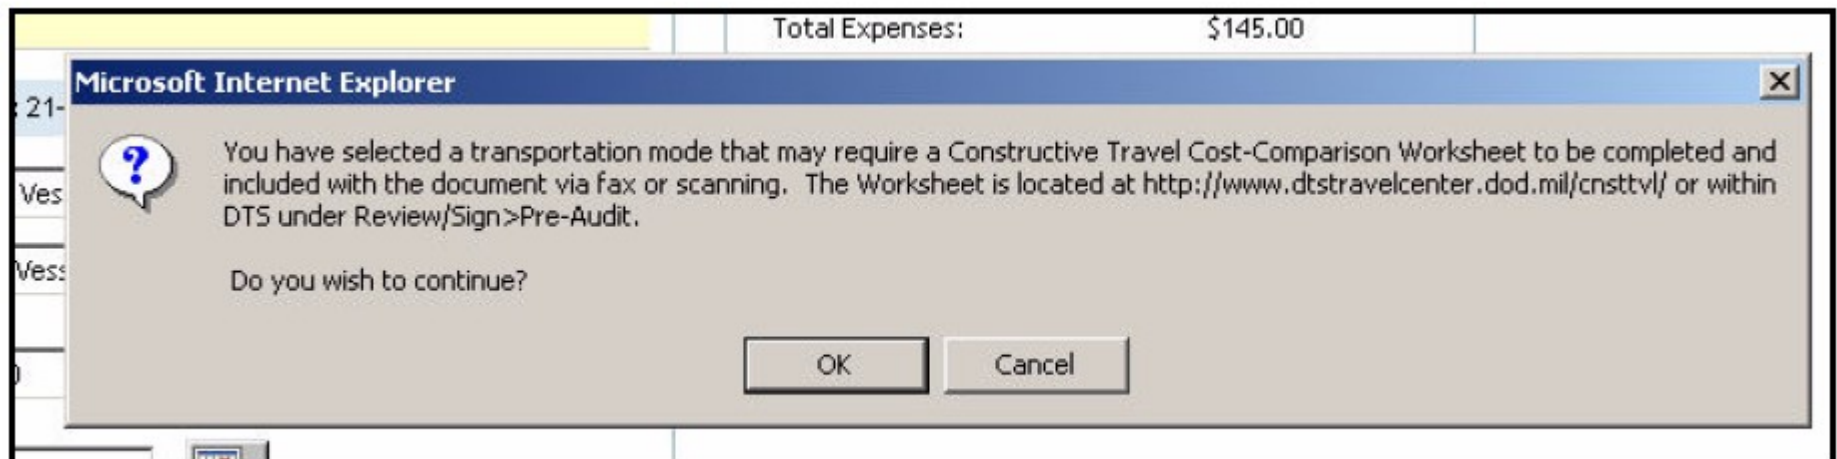 Total Expenses: $145.00
Microsoft Internet Explorer
21-
You have selected a transportation mode that may require a Constructive Travel Cost-Comparison Worksheet to be completed and
included with the document via fax or scanning. The Worksheet is located at http://www.dtstravelcenter.dod.mil/cnsttvl/ or within
Ves
DTS under Review/Sign>Pre-Audit.
Vess
Do you wish to continue?
OK Cancel